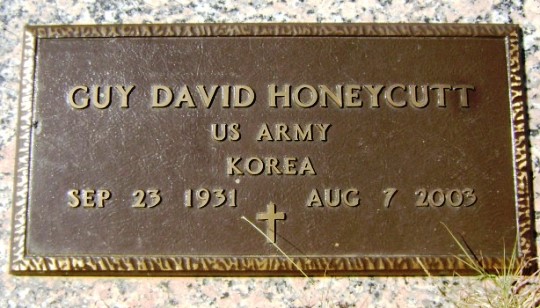 GUY DAVID HONEYCUTT
US ARMY
KOREA
SEP 23 1931 AUG 7 2003